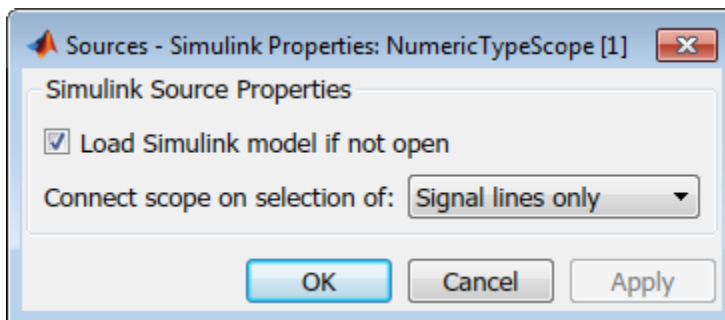 Sources - Simulink Properties: NumericTypeScope [1]
Simulink Source Properties
Load Simulink model if not open
Connect scope on selection of: Signal lines only
OK Cancel Apply